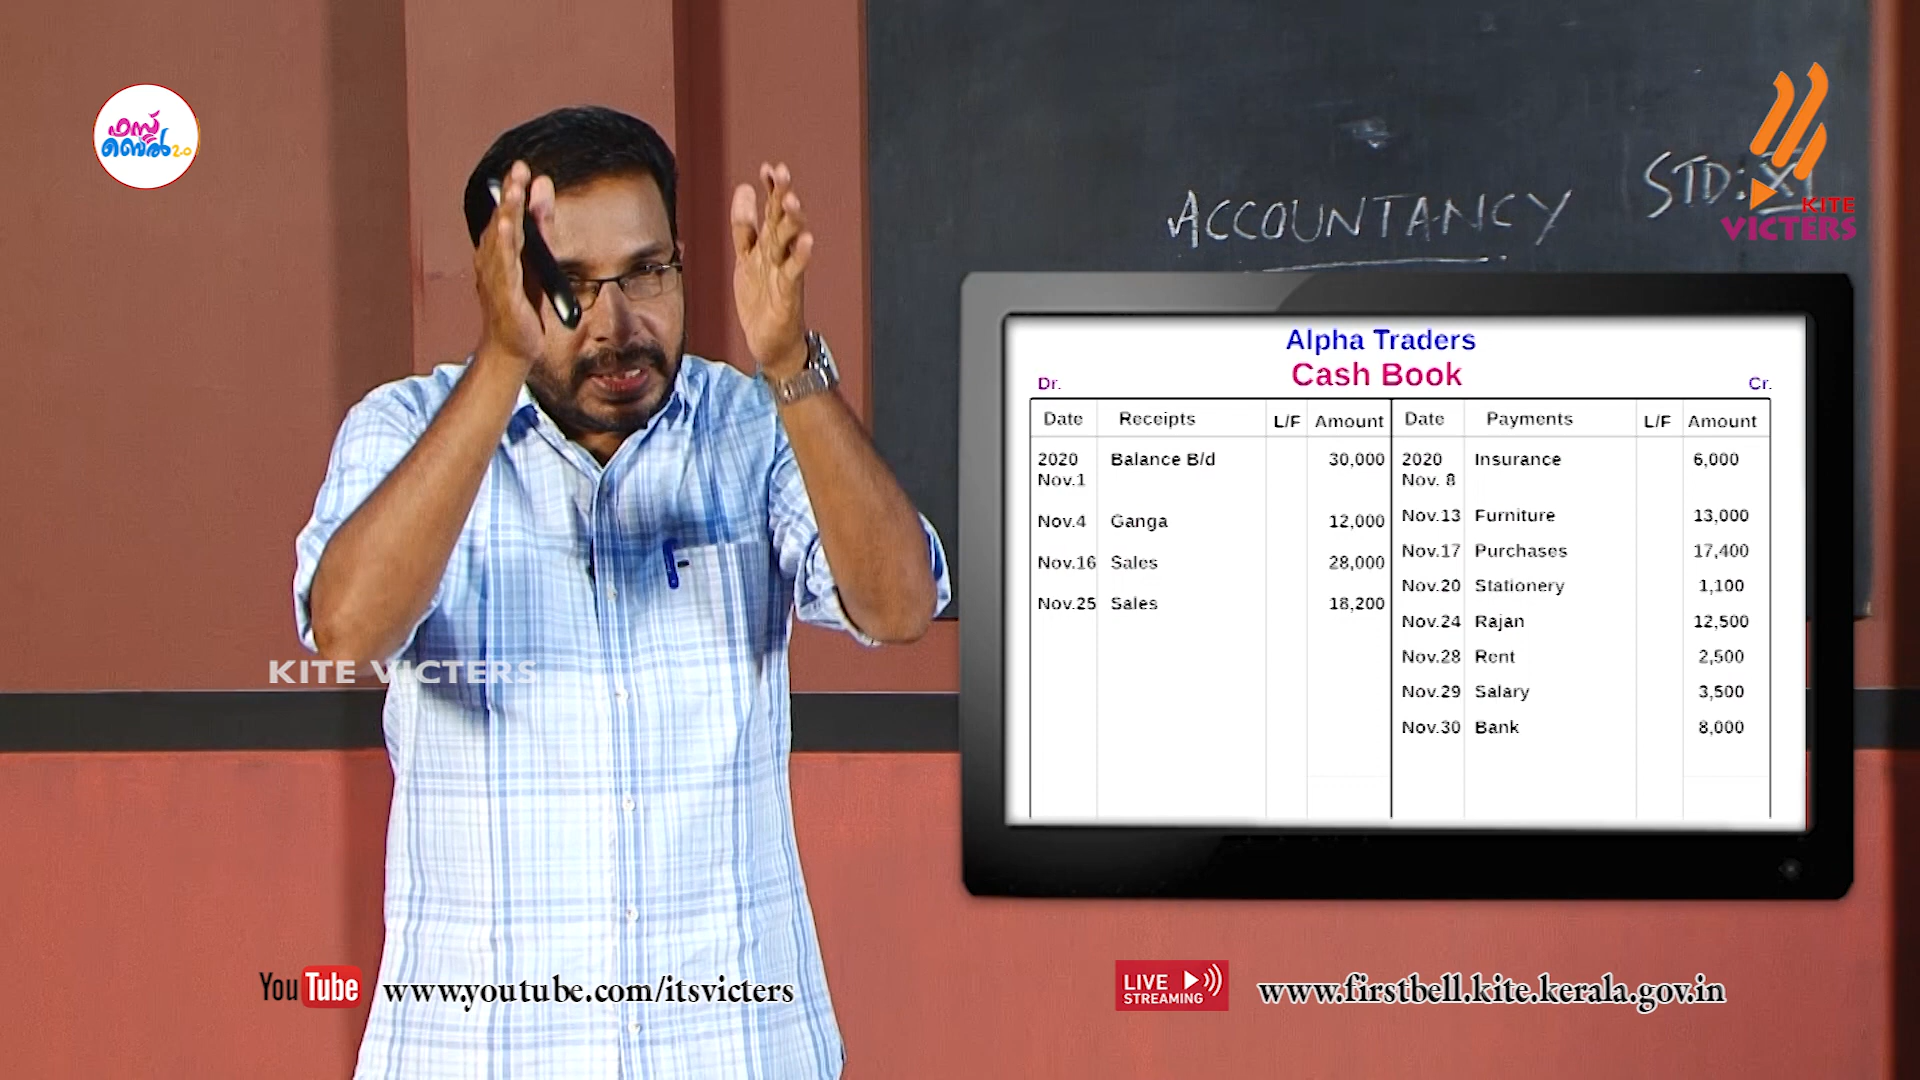 ഫസ്റ്റ്
ബെൽ 2.0
ACCOUNTANCY
STD: XI
KITE
VICTERS
Alpha Traders
Cash Book
Dr. Cr.
Date Receipts L/F Amount Date Payments L/F Amount
2020 Balance B/d 30,000 2020 Insurance 6,000
Nov.1 Nov. 8
Nov.4 Ganga 12,000 Nov.13 Furniture 13,000
Nov.16 Sales 28,000 Nov.17 Purchases 17,400
Nov.25 Sales 18,200 Nov.20 Stationery 1,100
Nov.24 Rajan 12,500
Nov.28 Rent 2,500
Nov.29 Salary 3,500
Nov.30 Bank 8,000
KITE VICTERS
YouTube www.youtube.com/itsvicters
LIVE STREAMING www.firstbell.kite.kerala.gov.in